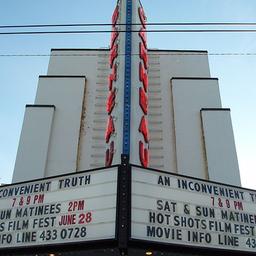 CONVENIENT TRUTH
7 & 9 PM
SUN MATINEES 2PM
S FILM FEST JUNE 28
FO LINE 433 0728
AN INCONVENIENT T
7 & 9 PM
SAT & SUN MATINE
HOT SHOTS FILM FEST
MOVIE INFO LINE 43